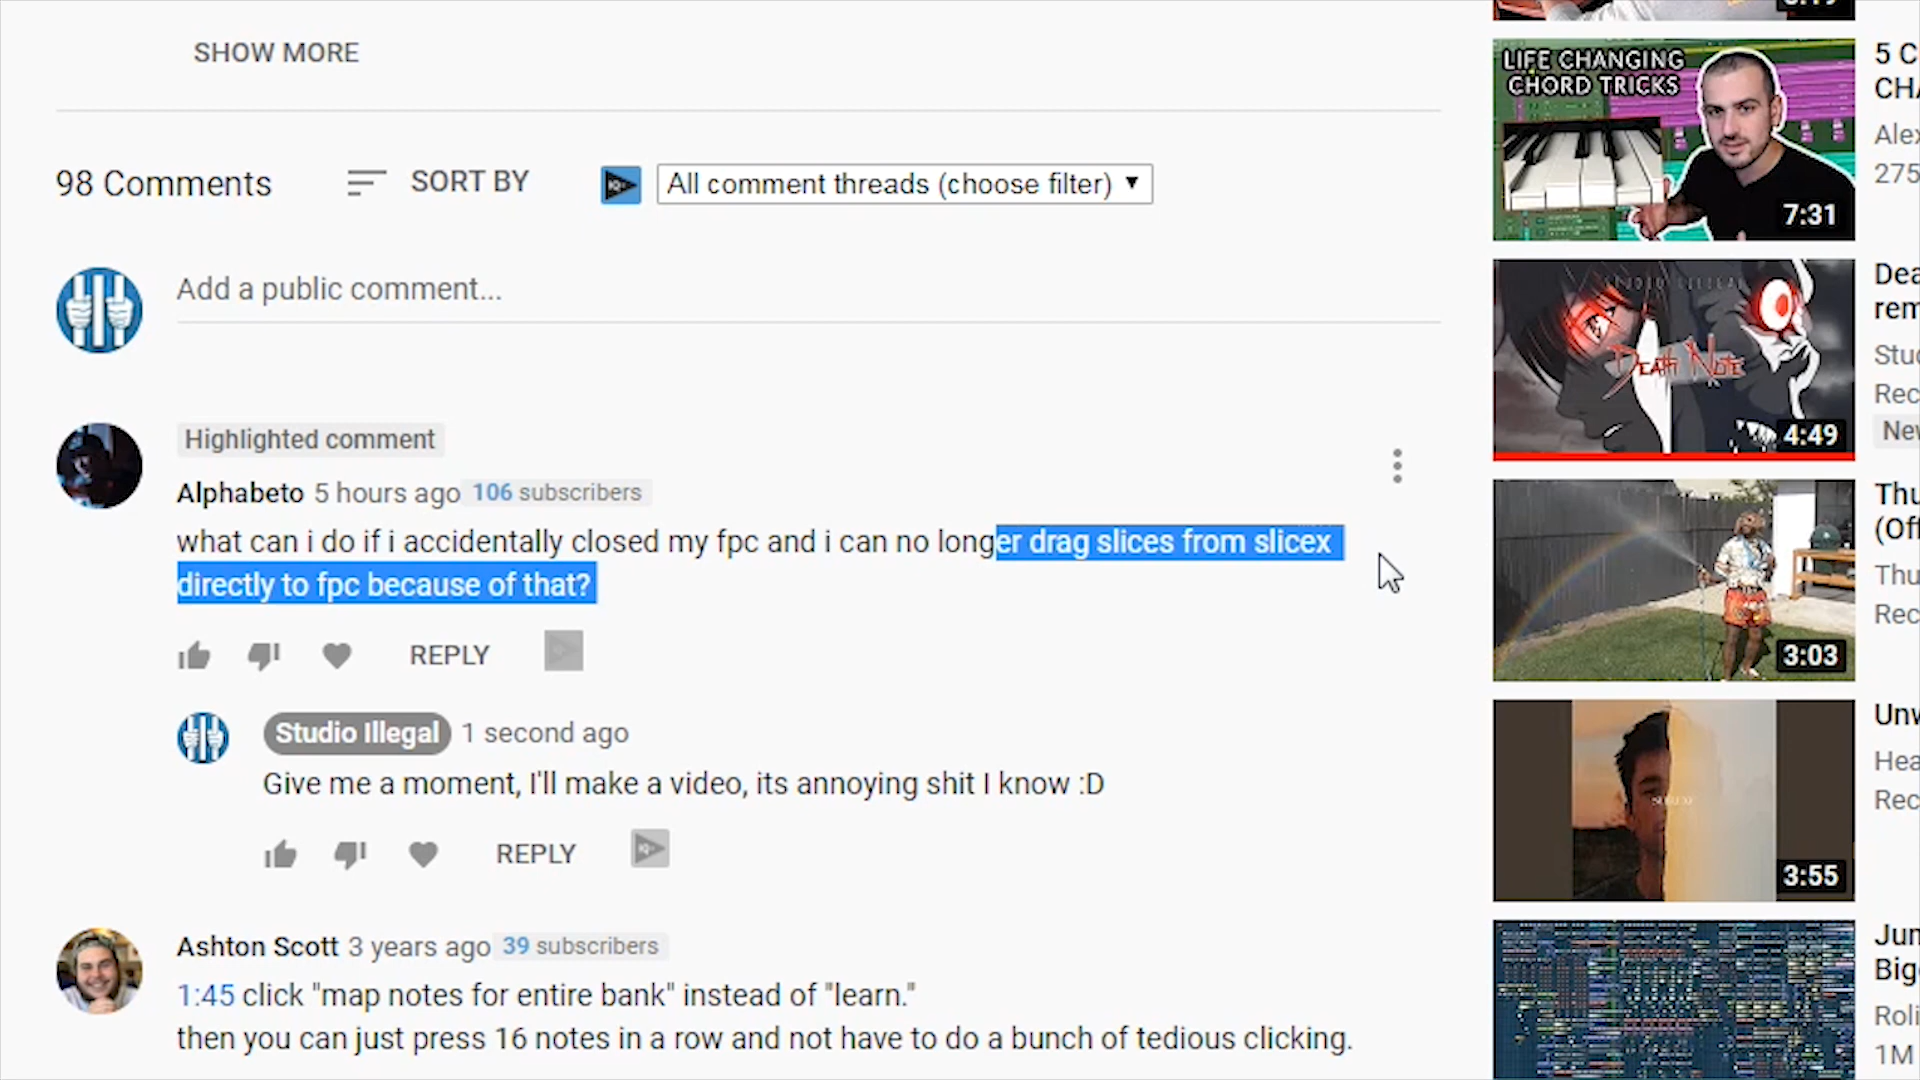 SHOW MORE
98 Comments
SORT BY
All comment threads (choose filter) ▼
Add a public comment...
Highlighted comment
Alphabeto 5 hours ago 106 subscribers
what can i do if i accidentally closed my fpc and i can no longer drag slices from slicex
directly to fpc because of that?
REPLY
Studio Illegal 1 second ago
Give me a moment, I'll make a video, its annoying shit I know :D
REPLY
Ashton Scott 3 years ago 39 subscribers
1:45 click "map notes for entire bank" instead of "learn."
then you can just press 16 notes in a row and not have to do a bunch of tedious clicking.
LIFE CHANGING
CHORD TRICKS
7:31
5 C
CHA
Alex
275
STUDIO ILLEGAL
DEATH NOTE
4:49
Dea
rem
Stud
Rec
New
3:03
Thu
(Off
Thu
Rec
3:55
Unv
Hea
Rec
Jun
Bigg
Roli
1M